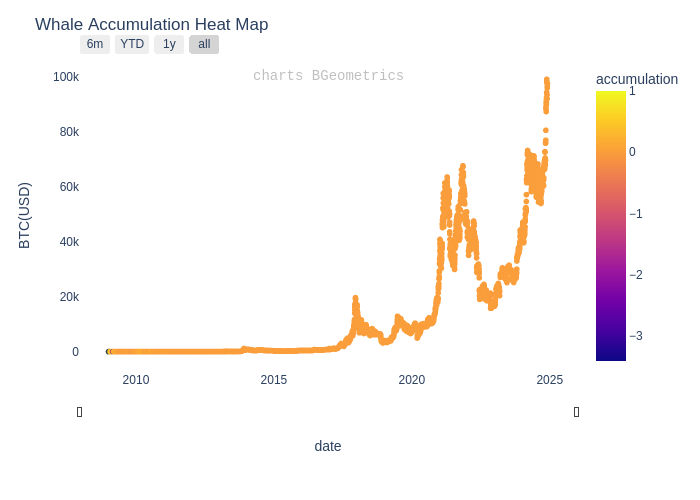 Whale Accumulation Heat Map
6m YTD 1y all
charts BGeometrics
accumulation
100k
80k
60k
40k
20k
0
BTC(USD)
2010 2015 2020 2025
date
1
0
−1
−2
−3